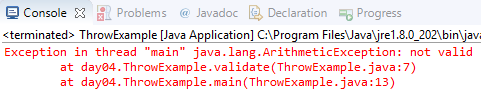 Console Problems @ Javadoc Declaration Progress
<terminated> ThrowExample [Java Application] C:\Program Files\Java\jre1.8.0_202\bin\java
Exception in thread "main" java.lang.ArithmeticException: not valid
at day04.ThrowExample.validate(ThrowExample.java:7)
at day04.ThrowExample.main(ThrowExample.java:13)